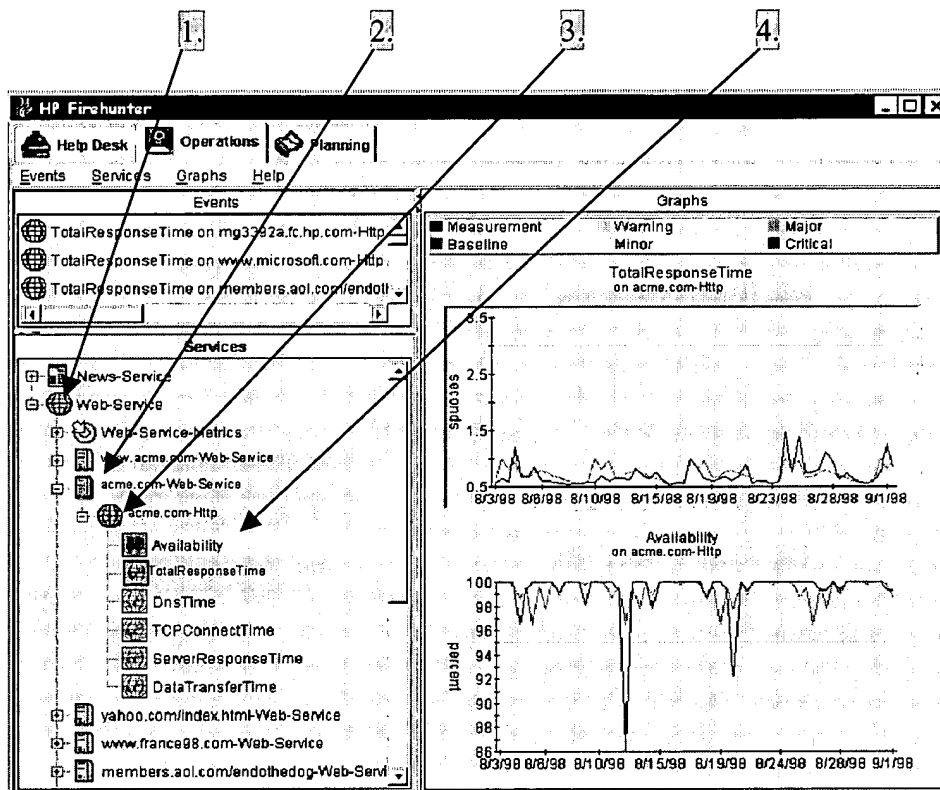 1. 2. 3. 4.
HP Firehunter
Help Desk Operations Planning
Events Services Graphs Help
Events
TotalResponseTime on mg3392a.fc.hp.com-Http
TotalResponseTime on www.microsoft.com-Http
TotalResponseTime on members.aol.com/endoth
Services
News-Service
Web-Service
Web-Service-Metrics
www.acme.com-Web-Service
acme.com-Web-Service
acme.com-Http
Availability
TotalResponseTime
DnsTime
TCPConnectTime
ServerResponseTime
DataTransferTime
yahoo.com/index.html-Web-Service
www.france98.com-Web-Service
members.aol.com/endothedog-Web-Servi
Graphs
Measurement Warning Major
Baseline Minor Critical
TotalResponseTime
on acme.com-Http
seconds
3.5
2.5
1.5
0.5
8/3/98 8/6/98 8/10/98 8/15/98 8/19/98 8/23/98 8/28/98 9/1/98
Availability
on acme.com-Http
percent
100
98
96
94
92
90
88
86
8/3/98 8/6/98 8/10/98 8/15/98 8/19/98 8/24/98 8/28/98 9/1/98